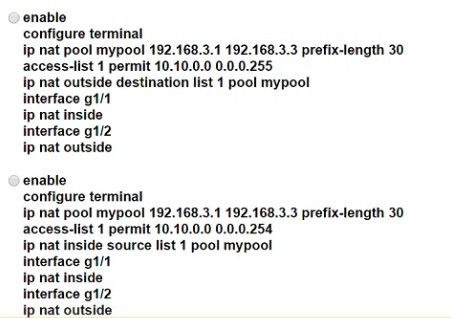 enable
configure terminal
ip nat pool mypool 192.168.3.1 192.168.3.3 prefix-length 30
access-list 1 permit 10.10.0.0 0.0.0.255
ip nat outside destination list 1 pool mypool
interface g1/1
ip nat inside
interface g1/2
ip nat outside
enable
configure terminal
ip nat pool mypool 192.168.3.1 192.168.3.3 prefix-length 30
access-list 1 permit 10.10.0.0 0.0.0.254
ip nat inside source list 1 pool mypool
interface g1/1
ip nat inside
interface g1/2
ip nat outside